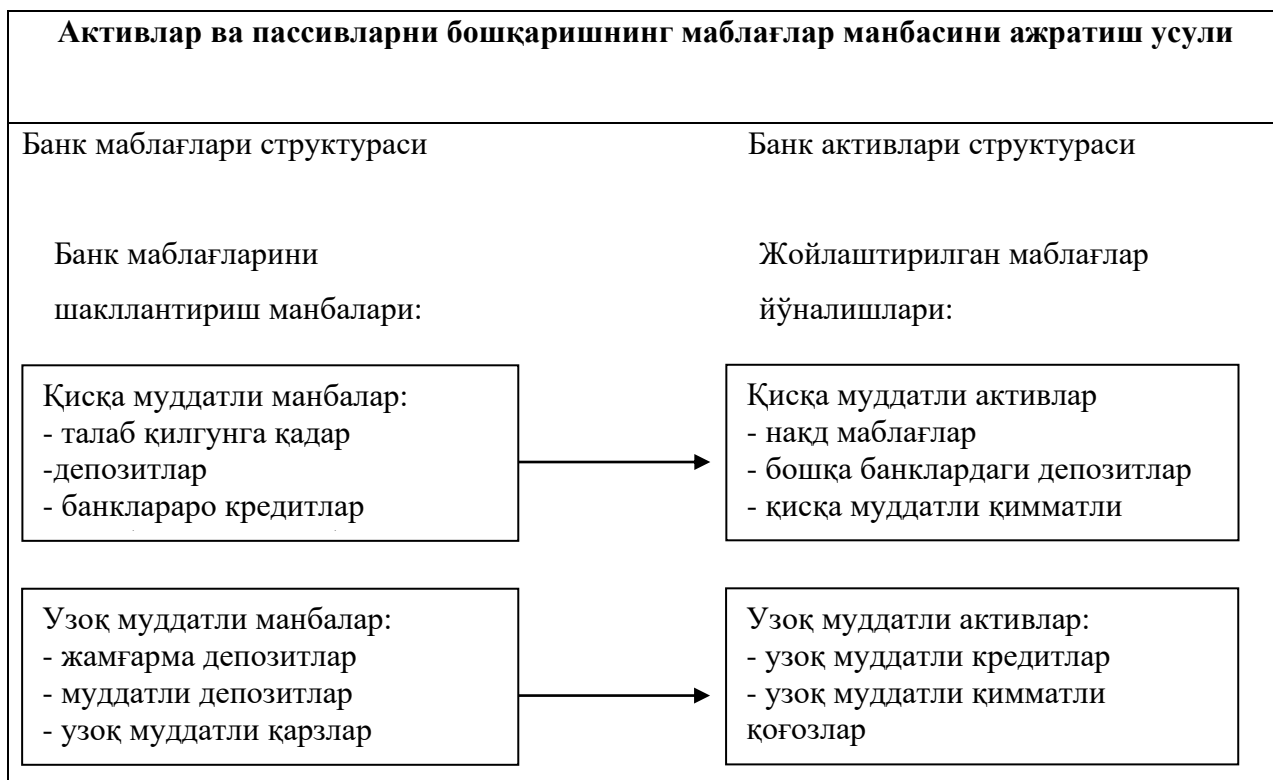 Активлар ва пассивларни бошқаришнинг маблағлар манбасини ажратиш усули
Банк маблағлари структураси
Банк маблағларини
шакллантириш манбалари:
Қисқа муддатли манбалар:
- талаб қилгунга қадар
-депозитлар
- банклараро кредитлар
Узоқ муддатли манбалар:
- жамғарма депозитлар
- муддатли депозитлар
- узоқ муддатли қарзлар
Банк активлари структураси
Жойлаштирилган маблағлар
йўналишлари:
Қисқа муддатли активлар
- нақд маблағлар
- бошқа банклардаги депозитлар
- қисқа муддатли қимматли
Узоқ муддатли активлар:
- узоқ муддатли кредитлар
- узоқ муддатли қимматли
қоғозлар